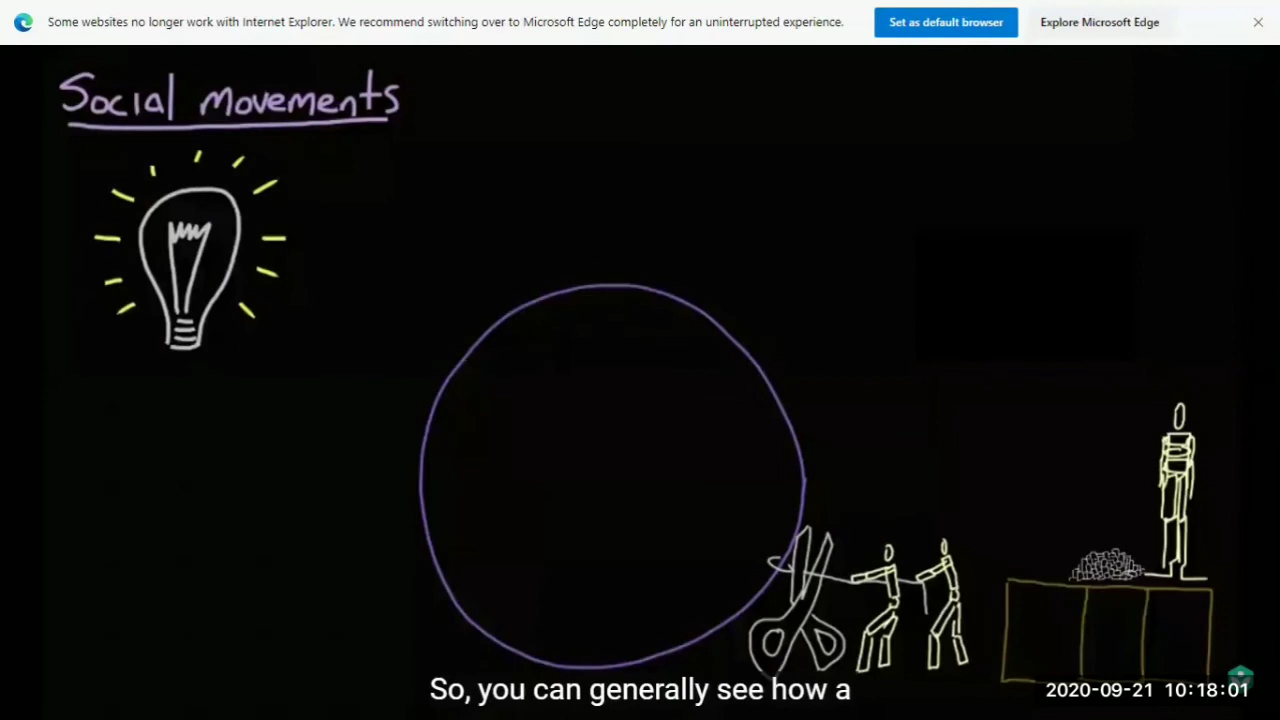 Some websites no longer work with Internet Explorer. We recommend switching over to Microsoft Edge completely for an uninterrupted experience. Set as default browser Explore Microsoft Edge
Social movements
So, you can generally see how a
2020-09-21 10:18:01